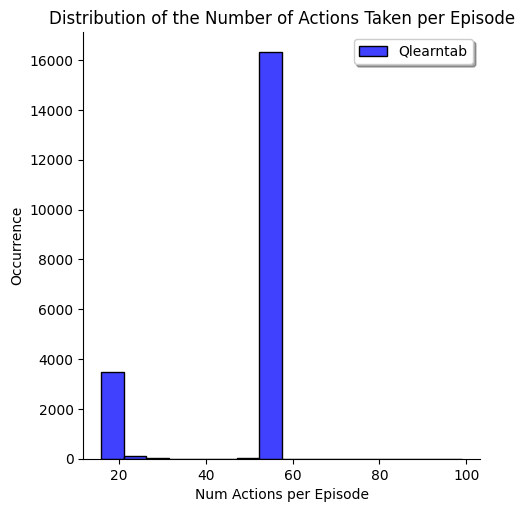 Distribution of the Number of Actions Taken per Episode
Qlearntab
16000
14000
12000
10000
8000
6000
4000
2000
0
Occurrence
20 40 60 80 100
Num Actions per Episode